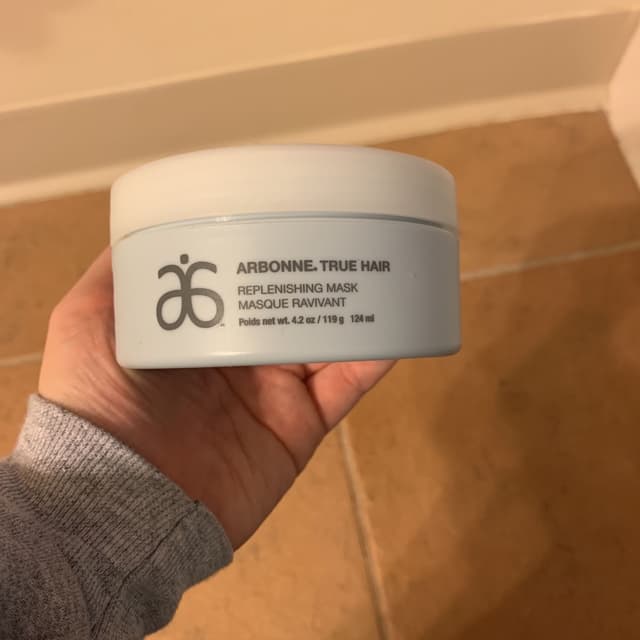 ARBONNE. TRUE HAIR
REPLENISHING MASK
MASQUE RAVIVANT
Poids net wt. 4.2 oz / 119 g 124 ml